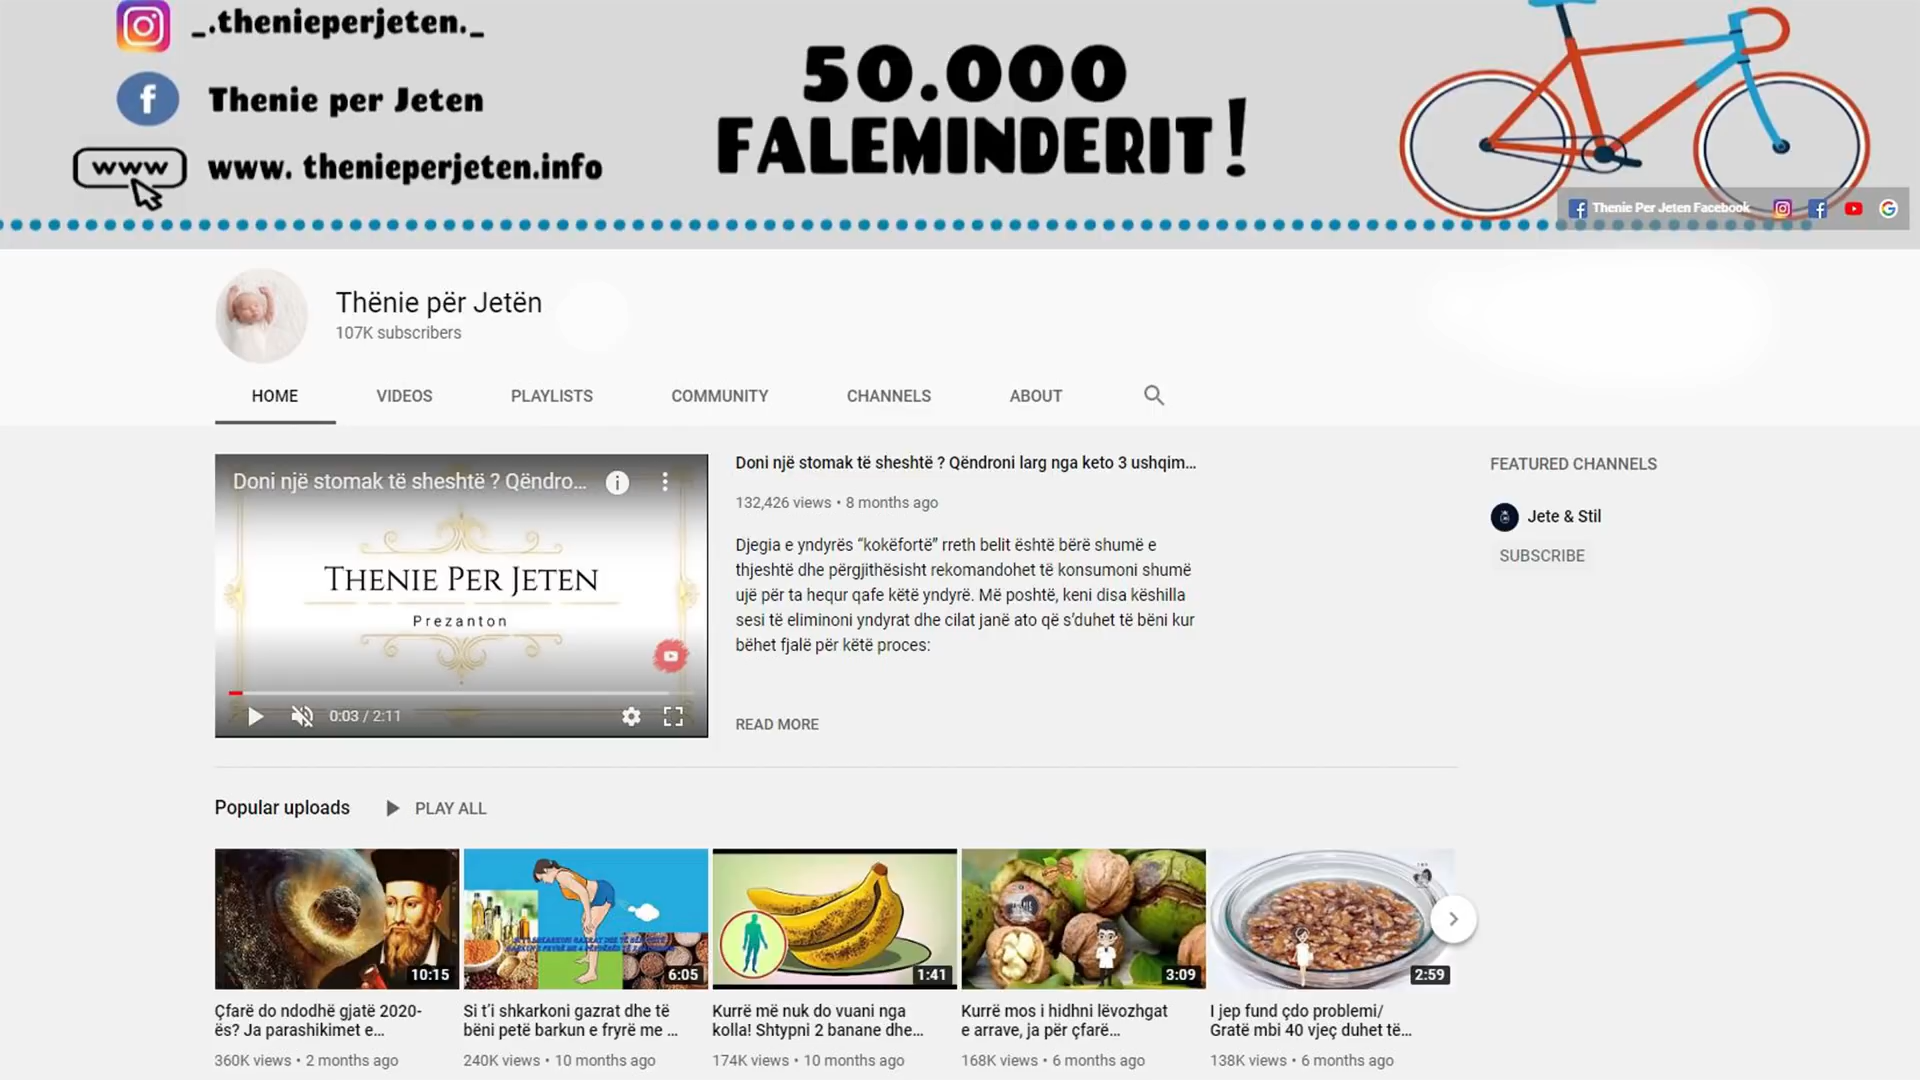 _.thenieperjeten._
Thenie per Jeten
www
www. thenieperjeten.info
50.000
FALEMINDERIT!
Thenie Per Jeten Facebook
Thënie për Jetën
107K subscribers
HOME
VIDEOS
PLAYLISTS
COMMUNITY
CHANNELS
ABOUT
Doni një stomak të sheshtë ? Qëndro...
THENIE PER JETEN
Prezanton
0:03 / 2:11
Doni një stomak të sheshtë ? Qëndroni larg nga keto 3 ushqim...
132,426 views • 8 months ago
Djegia e yndyrës “kokëfortë” rreth belit është bërë shumë e
thjeshtë dhe përgjithësisht rekomandohet të konsumoni shumë
ujë për ta hequr qafe këtë yndyrë. Më poshtë, keni disa këshilla
sesi të eliminoni yndyrat dhe cilat janë ato që s’duhet të bëni kur
bëhet fjalë për këtë proces:
READ MORE
FEATURED CHANNELS
Jete & Stil
SUBSCRIBE
Popular uploads
PLAY ALL
10:15
6:05
1:41
3:09
2:59
Çfarë do ndodhë gjatë 2020-
ës? Ja parashikimet e...
360K views • 2 months ago
Si t’i shkarkoni gazrat dhe të
bëni petë barkun e fryrë me ...
240K views • 10 months ago
Kurrë më nuk do vuani nga
kolla! Shtypni 2 banane dhe...
174K views • 10 months ago
Kurrë mos i hidhni lëvozhgat
e arrave, ja për çfarë...
168K views • 6 months ago
I jep fund çdo problemi/
Gratë mbi 40 vjeç duhet të...
138K views • 6 months ago